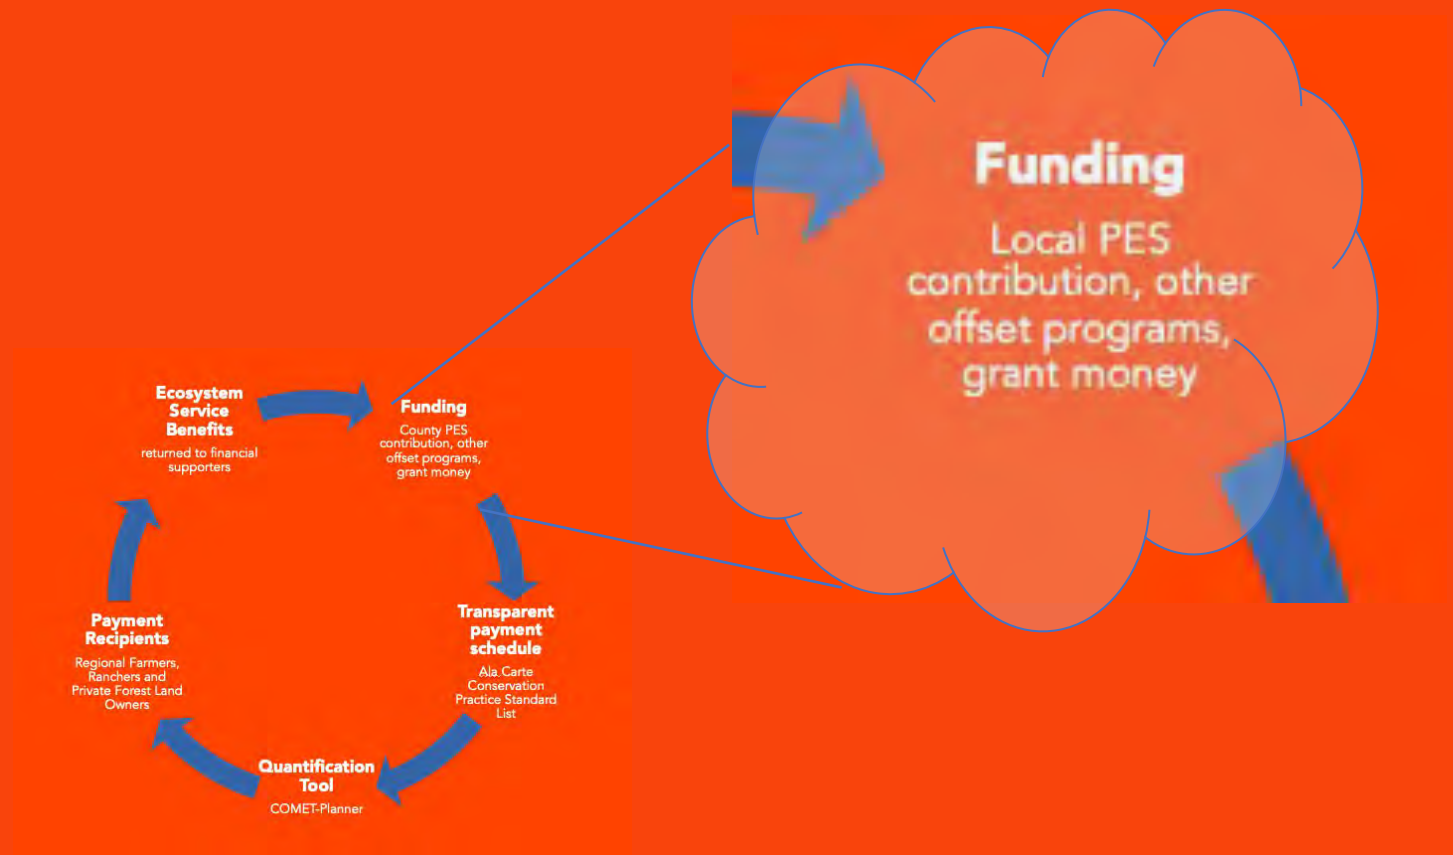 Funding
Local PES
contribution, other
offset programs,
grant money
Ecosystem
Service
Benefits
returned to financial
supporters
Funding
County PES
contribution, other
offset programs,
grant money
Transparent
payment
schedule
Ala Carte
Conservation
Practice Standard
List
Quantification
Tool
COMET-Planner
Payment
Recipients
Regional Farmers,
Ranchers and
Private Forest Land
Owners